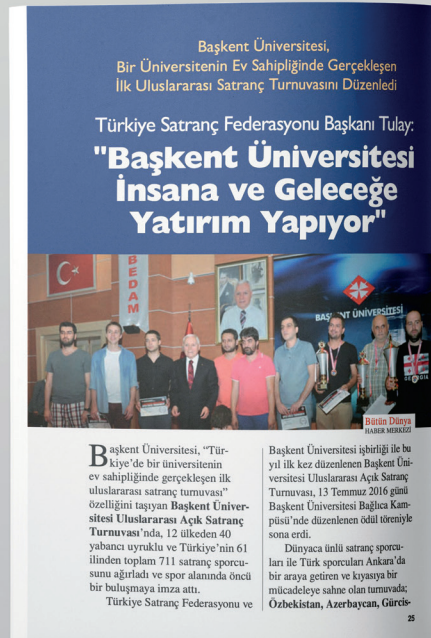 Başkent Üniversitesi,
Bir Üniversitenin Ev Sahipliğinde Gerçekleşen
İlk Uluslararası Satranç Turnuvasını Düzenledi
Türkiye Satranç Federasyonu Başkanı Tulay:
"Başkent Üniversitesi
İnsana ve Geleceğe
Yatırım Yapıyor"
BEDAM
BAŞKENT ÜNİVERSİTESİ
Bütün Dünya
HABER MERKEZİ
Başkent Üniversitesi, “Tür-
kiye’de bir üniversitenin
ev sahipliğinde gerçekleşen ilk
uluslararası satranç turnuvası”
özelliğini taşıyan Başkent Üniver-
sitesi Uluslararası Açık Satranç
Turnuvası’nda, 12 ülkeden 40
yabancı uyruklu ve Türkiye’nin 61
ilinden toplam 711 satranç sporcu-
sunu ağırladı ve spor alanında öncü
bir buluşmaya imza attı.
Türkiye Satranç Federasyonu ve
Başkent Üniversitesi işbirliği ile bu
yıl ilk kez düzenlenen Başkent Üni-
versitesi Uluslararası Açık Satranç
Turnuvası, 13 Temmuz 2016 günü
Başkent Üniversitesi Bağlıca Kam-
püsü’nde düzenlenen ödül töreniyle
sona erdi.
Dünyaca ünlü satranç sporcu-
ları ile Türk sporcuları Ankara’da
bir araya getiren ve kıyasıya bir
mücadeleye sahne olan turnuvada;
Özbekistan, Azerbaycan, Gürcis-
25